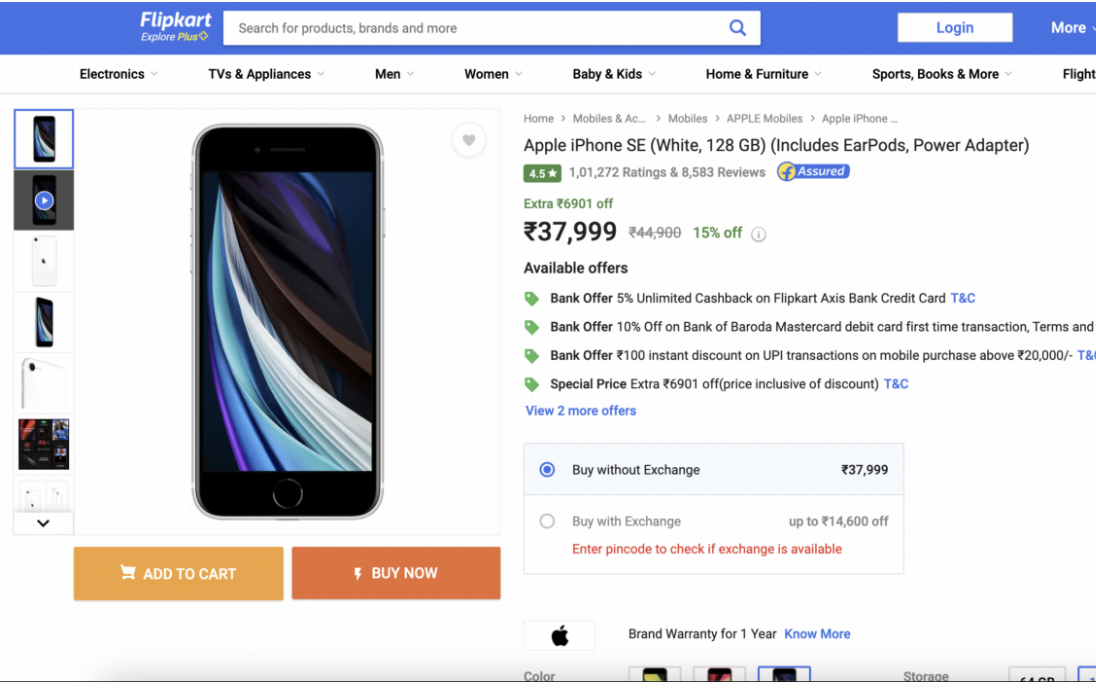 Flipkart
Explore Plus
Search for products, brands and more
Login
More
Electronics
TVs & Appliances
Men
Women
Baby & Kids
Home & Furniture
Sports, Books & More
Flight
Home > Mobiles & Ac... > Mobiles > APPLE Mobiles > Apple iPhone ...
Apple iPhone SE (White, 128 GB) (Includes EarPods, Power Adapter)
4.5★ 1,01,272 Ratings & 8,583 Reviews Assured
Extra ₹6901 off
₹37,999 ₹44,900 15% off
Available offers
Bank Offer 5% Unlimited Cashback on Flipkart Axis Bank Credit Card T&C
Bank Offer 10% Off on Bank of Baroda Mastercard debit card first time transaction, Terms and
Bank Offer ₹100 instant discount on UPI transactions on mobile purchase above ₹20,000/- T&C
Special Price Extra ₹6901 off(price inclusive of discount) T&C
View 2 more offers
Buy without Exchange ₹37,999
Buy with Exchange up to ₹14,600 off
Enter pincode to check if exchange is available
ADD TO CART
BUY NOW
Brand Warranty for 1 Year Know More
Color
Storage
64 GB